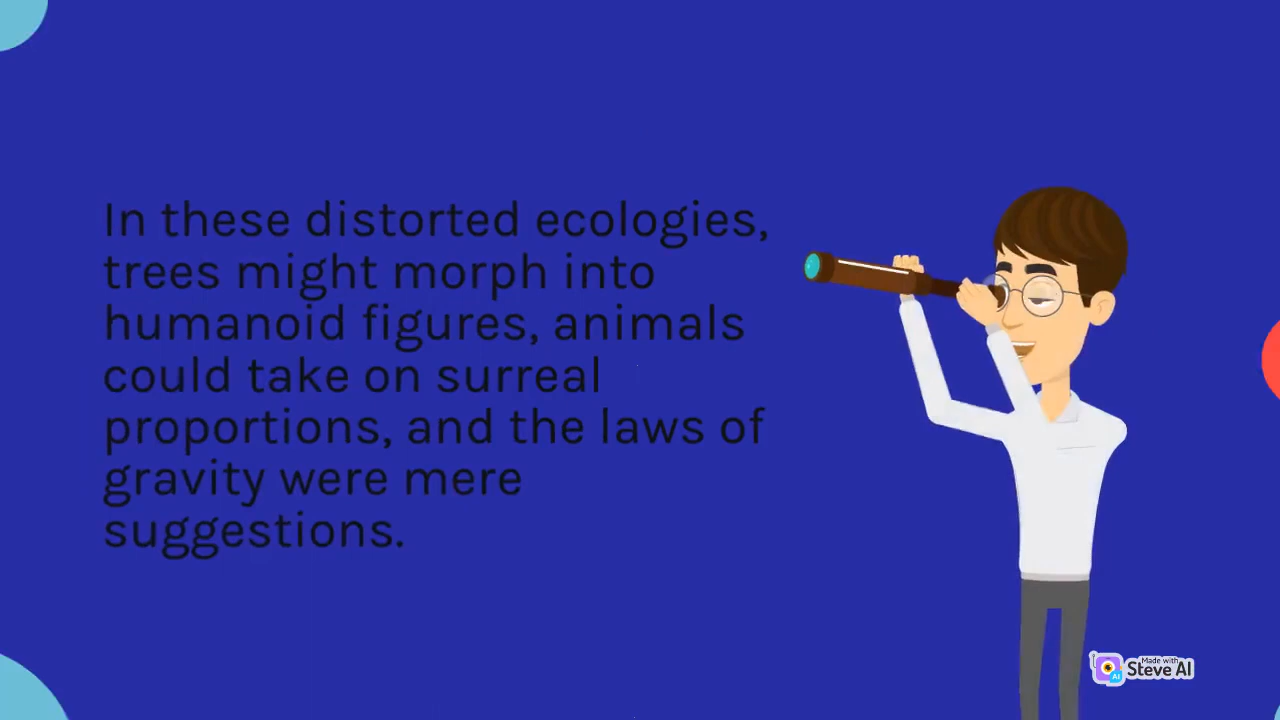 In these distorted ecologies,
trees might morph into
humanoid figures, animals
could take on surreal
proportions, and the laws of
gravity were mere
suggestions.
Made with
Steve AI
AI